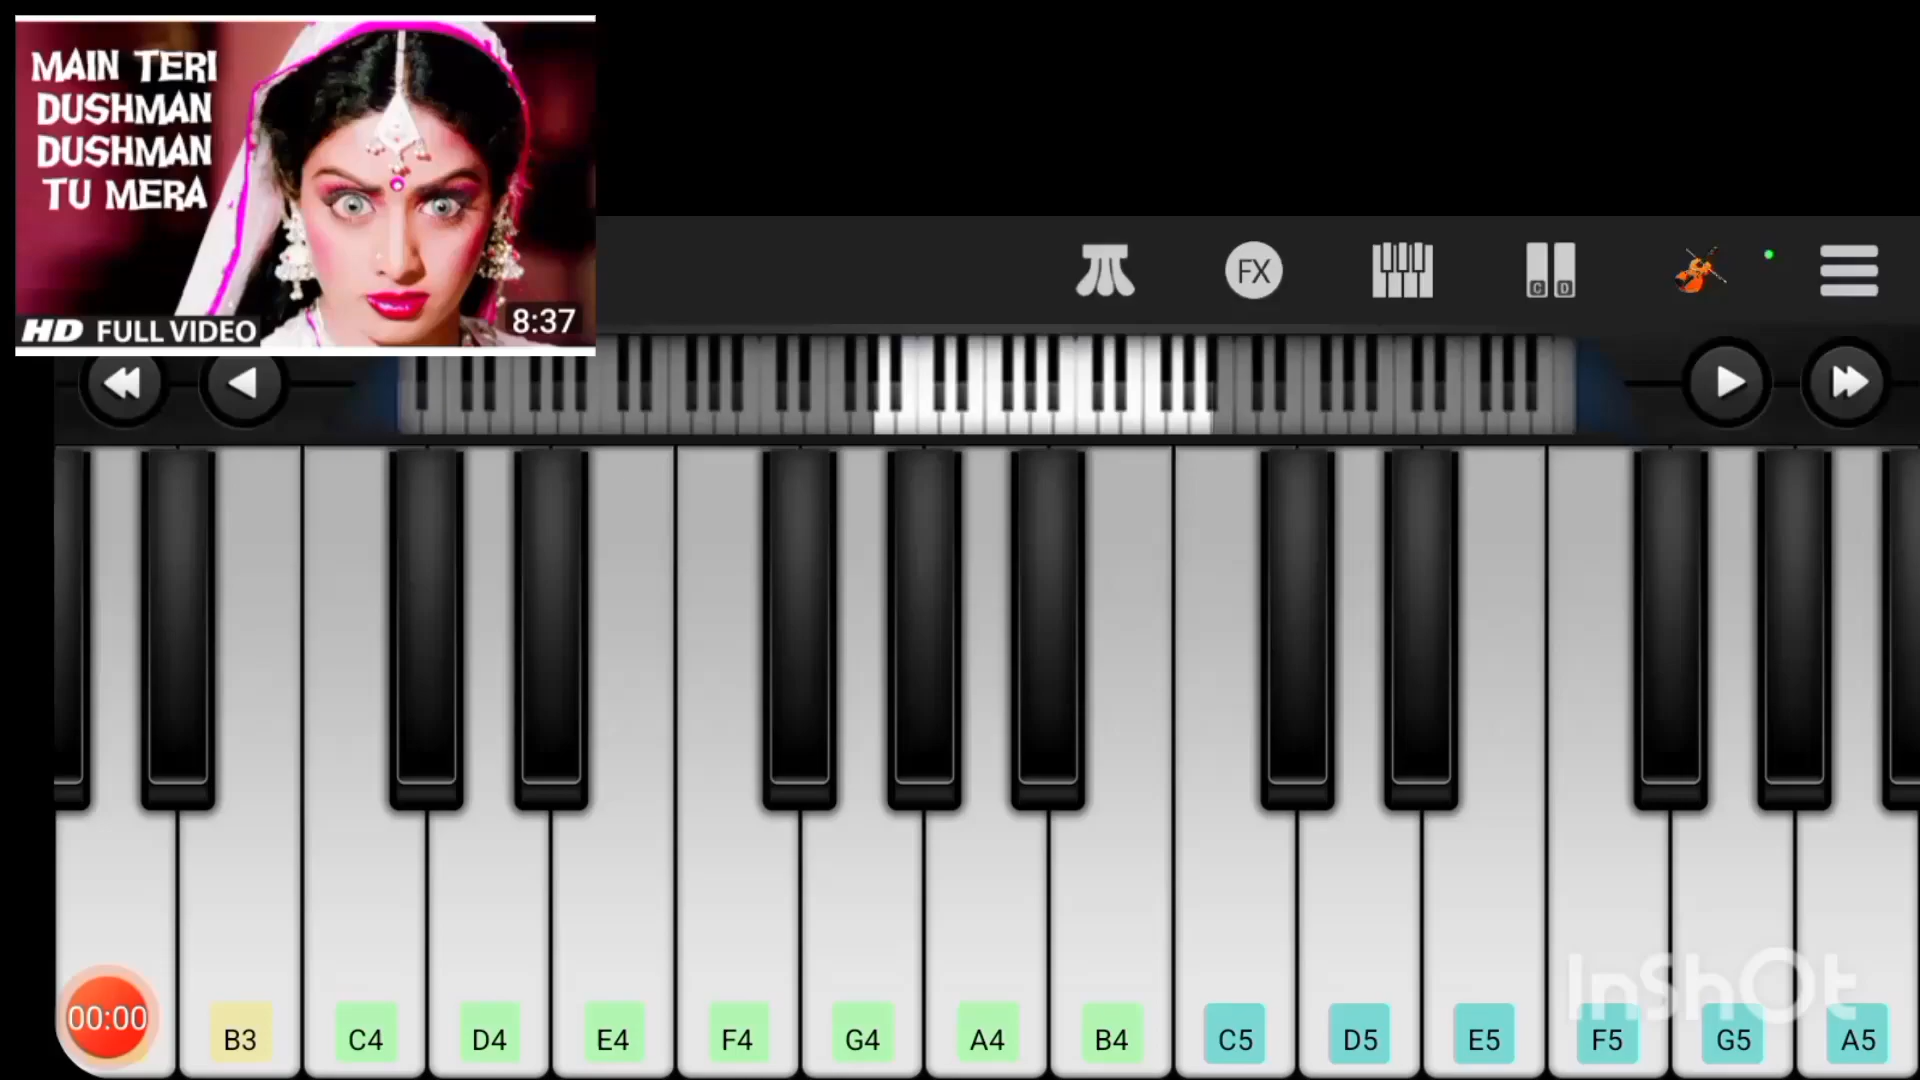 MAIN TERI
DUSHMAN
DUSHMAN
TU MERA
HD FULL VIDEO
8:37
FX
C D
00:00
B3 C4 D4 E4 F4 G4 A4 B4 C5 D5 E5 F5 G5 A5
InShOt